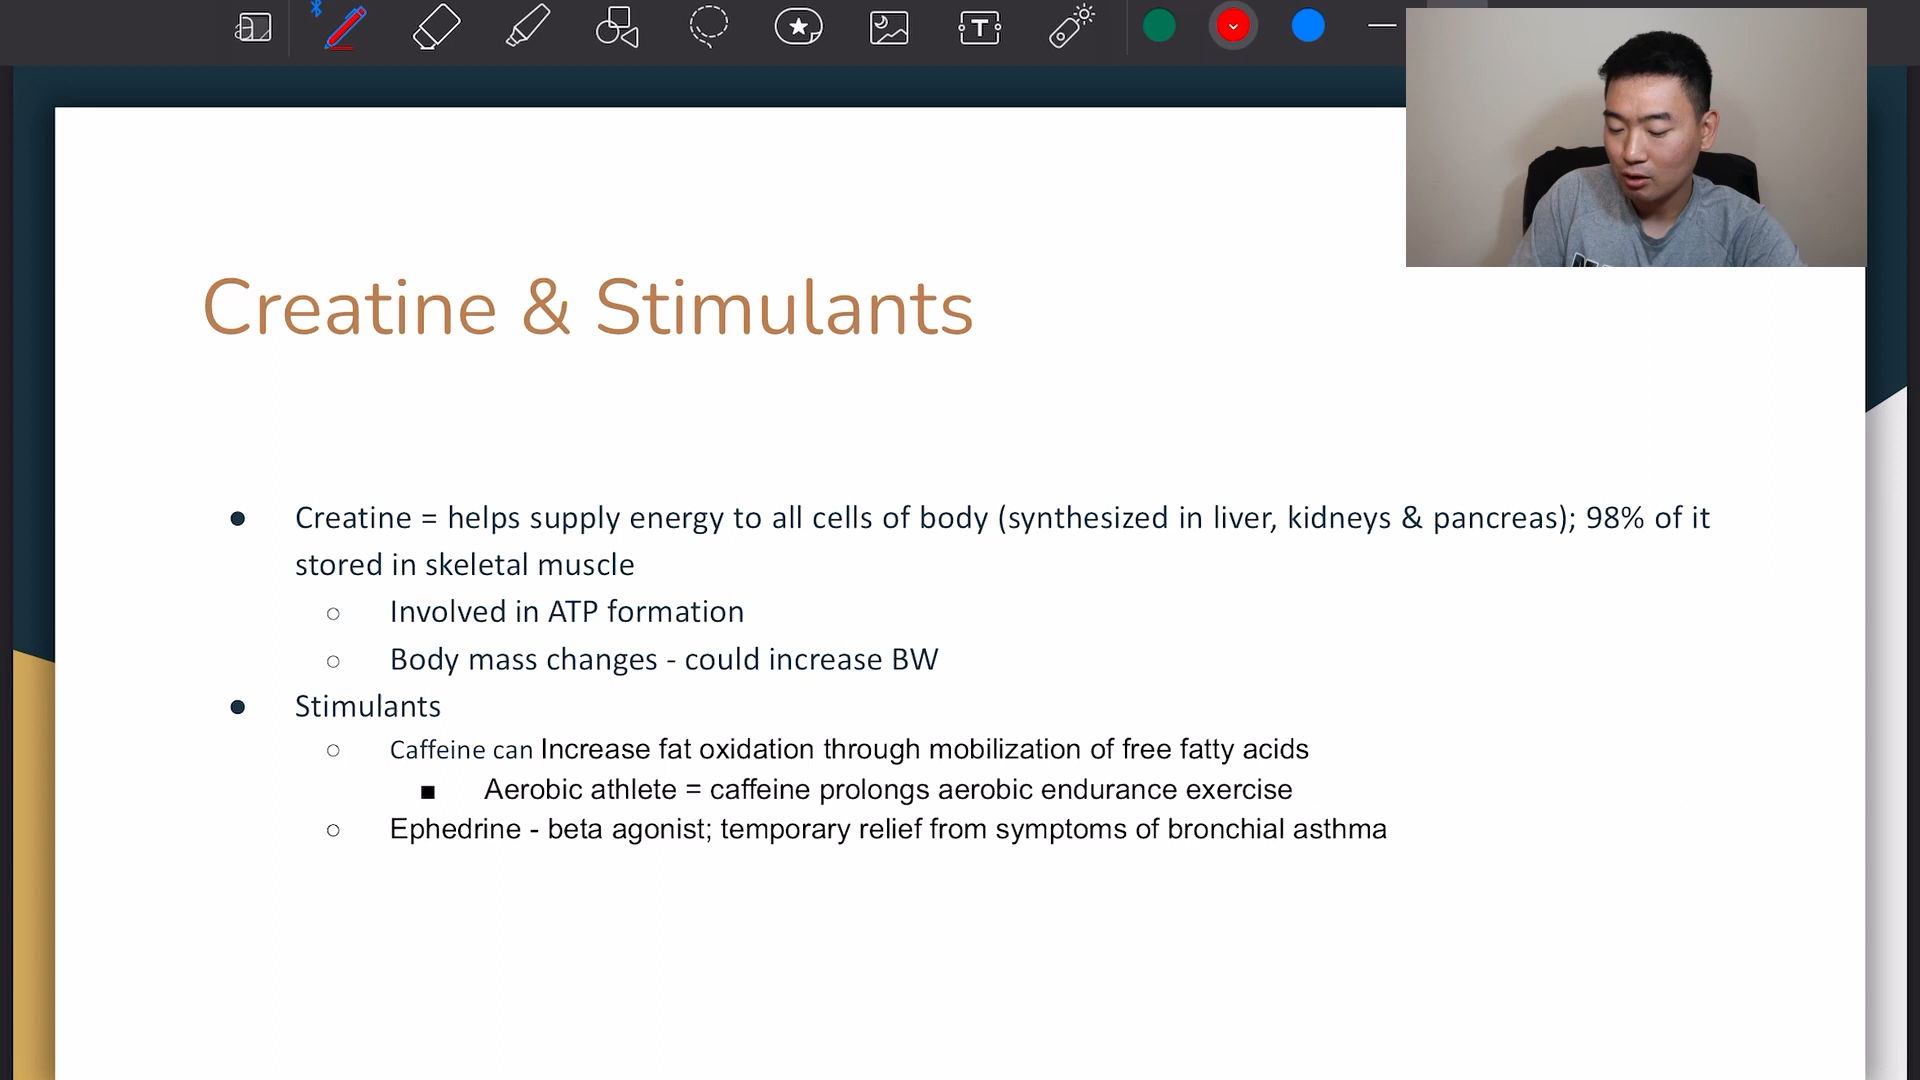 Creatine & Stimulants
● Creatine = helps supply energy to all cells of body (synthesized in liver, kidneys & pancreas); 98% of it
stored in skeletal muscle
○ Involved in ATP formation
○ Body mass changes - could increase BW
● Stimulants
○ Caffeine can Increase fat oxidation through mobilization of free fatty acids
■ Aerobic athlete = caffeine prolongs aerobic endurance exercise
○ Ephedrine - beta agonist; temporary relief from symptoms of bronchial asthma